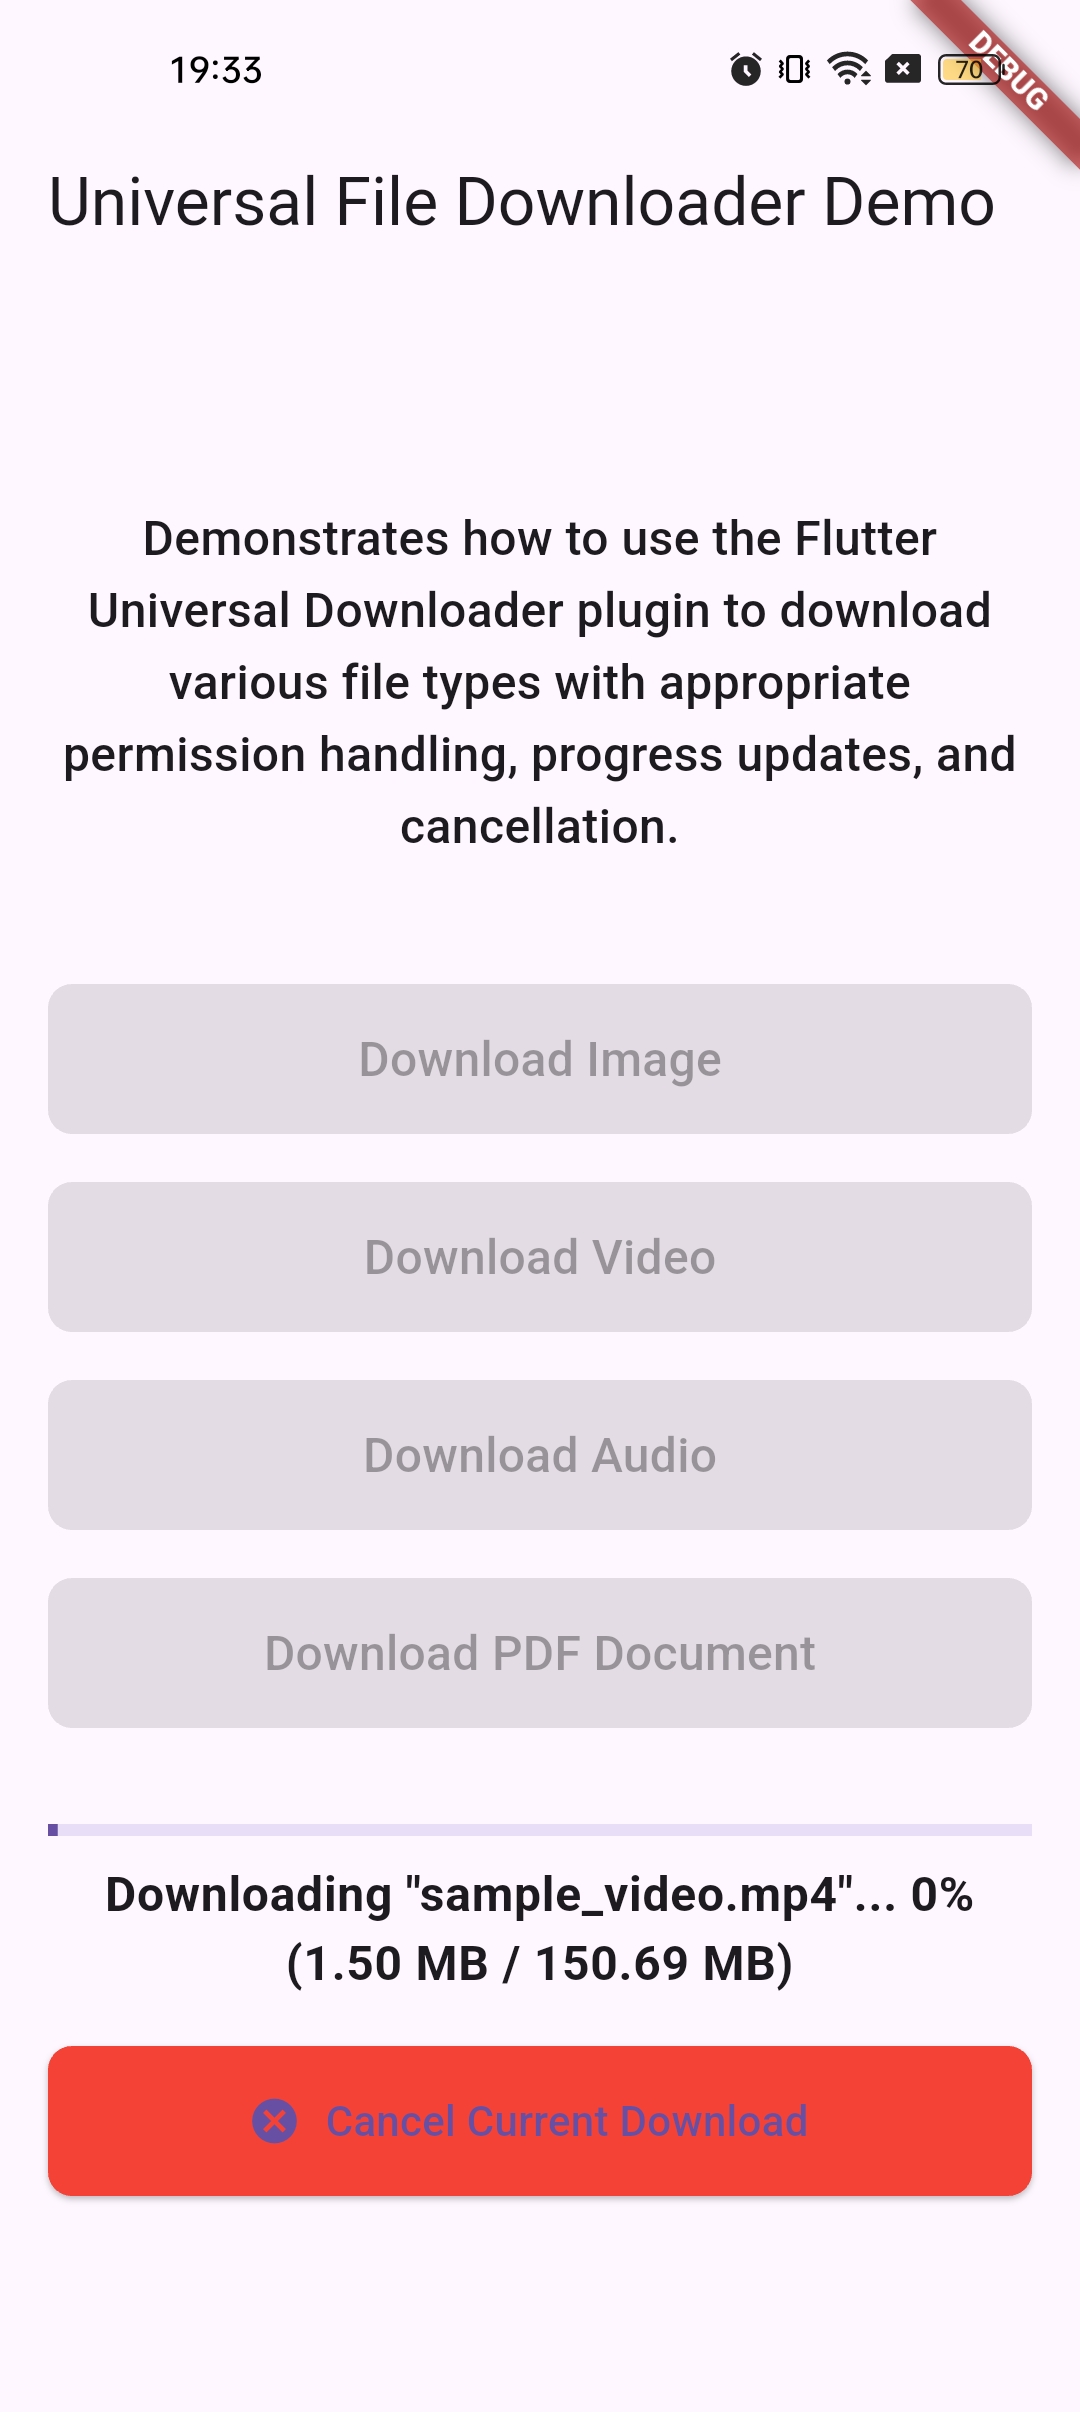 19:33
70
DEBUG
Universal File Downloader Demo
Demonstrates how to use the Flutter
Universal Downloader plugin to download
various file types with appropriate
permission handling, progress updates, and
cancellation.
Download Image
Download Video
Download Audio
Download PDF Document
Downloading "sample_video.mp4"... 0%
(1.50 MB / 150.69 MB)
Cancel Current Download